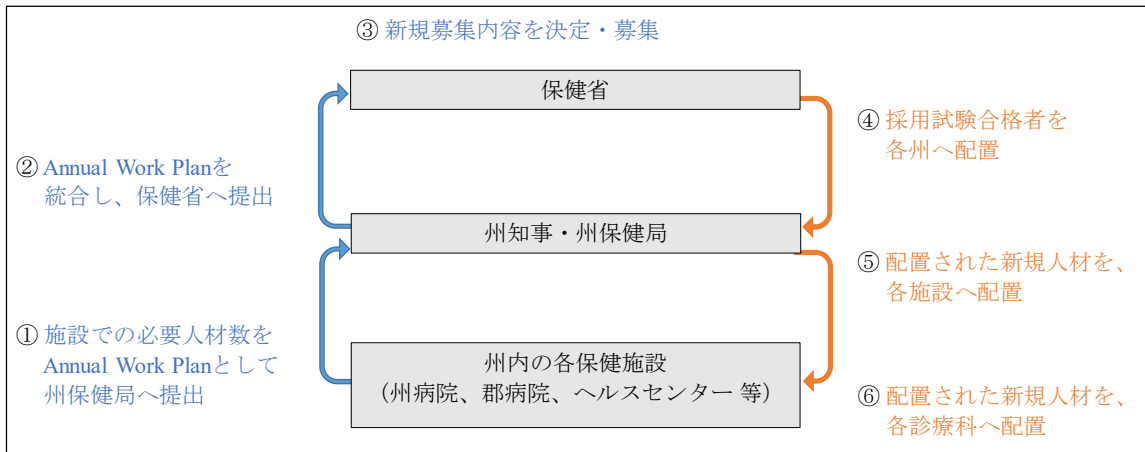 ③ 新規募集内容を決定・募集
保健省
④ 採用試験合格者を
各州へ配置
② Annual Work Planを
統合し、保健省へ提出
州知事・州保健局
⑤ 配置された新規人材を、
各施設へ配置
① 施設での必要人材数を
Annual Work Planとして
州保健局へ提出
州内の各保健施設
（州病院、郡病院、ヘルスセンター 等）
⑥ 配置された新規人材を、
各診療科へ配置